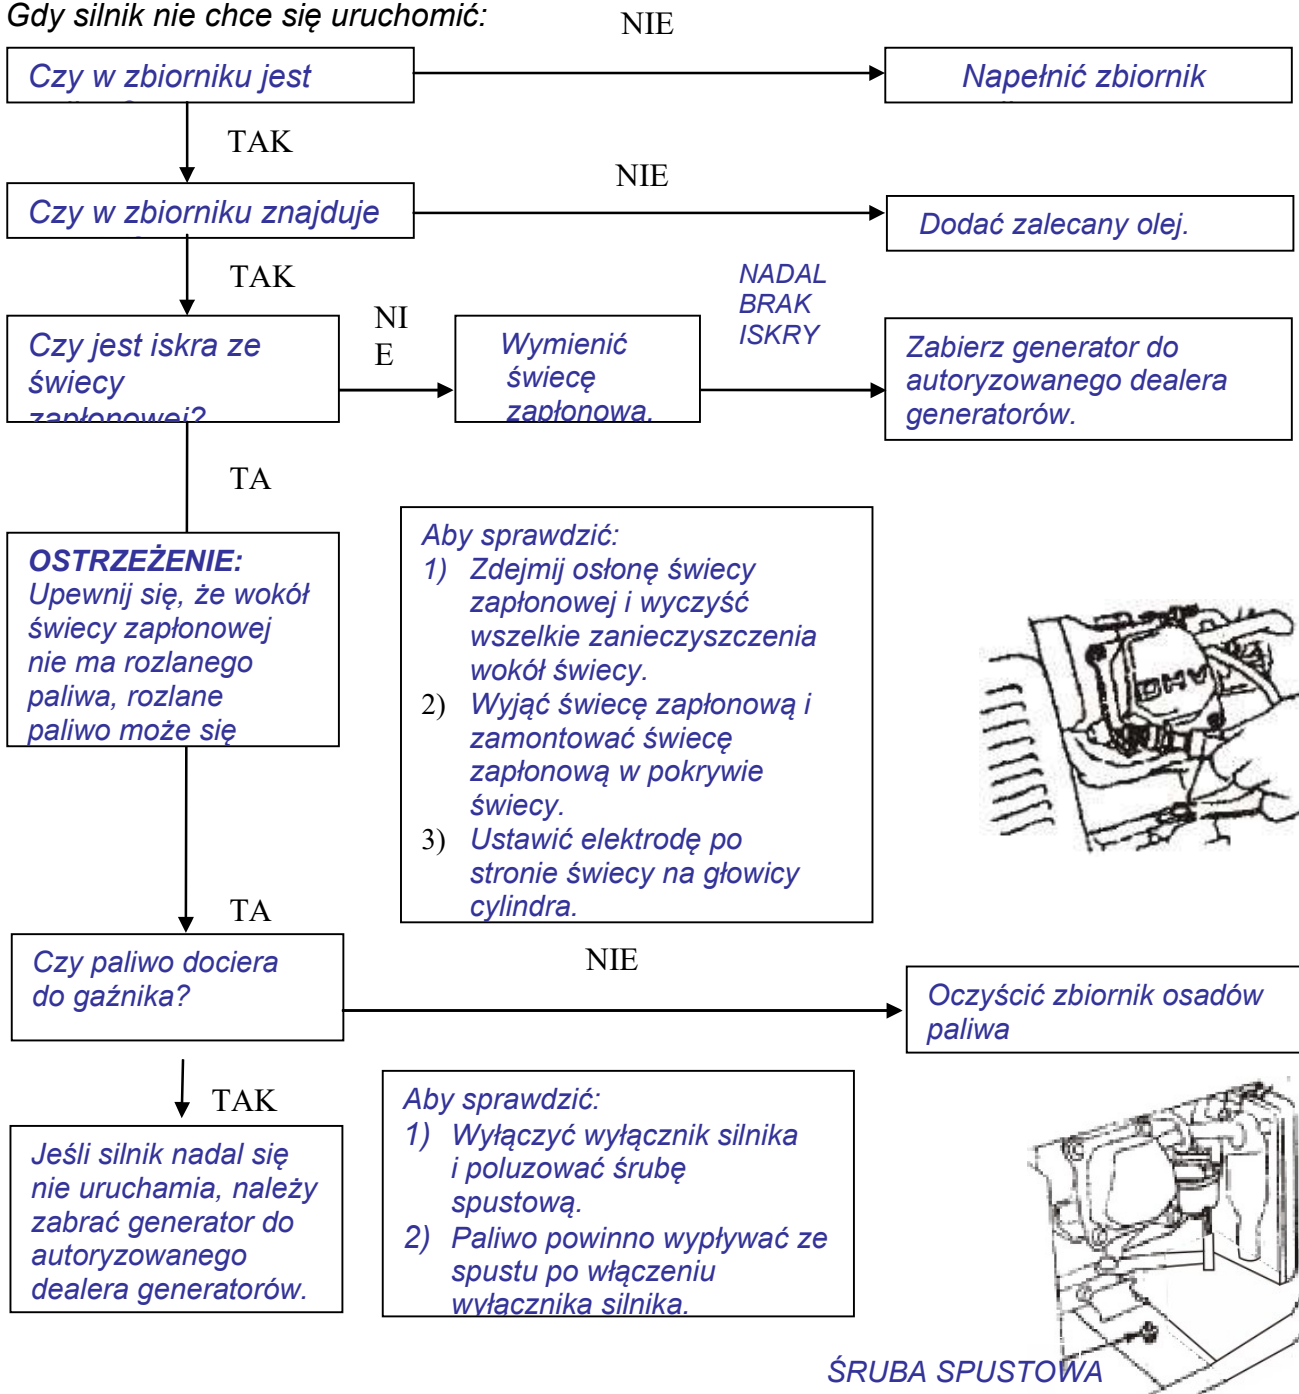 Gdy silnik nie chce się uruchomić:
NIE
Czy w zbiorniku jest
Napełnić zbiornik
TAK
NIE
Czy w zbiorniku znajduje
Dodać zalecany olej.
TAK
Czy jest iskra ze
świecy
zapłonowej?
NI
E
Wymienić
świecę
zapłonowa.
NADAL
BRAK
ISKRY
Zabierz generator do
autoryzowanego dealera
generatorów.
TA
OSTRZEŻENIE:
Upewnij się, że wokół
świecy zapłonowej
nie ma rozlanego
paliwa, rozlane
paliwo może się
Aby sprawdzić:
1) Zdejmij osłonę świecy
zapłonowej i wyczyść
wszelkie zanieczyszczenia
wokół świecy.
2) Wyjąć świecę zapłonową i
zamontować świecę
zapłonową w pokrywie
świecy.
3) Ustawić elektrodę po
stronie świecy na głowicy
cylindra.
OHV
TA
Czy paliwo dociera
do gaźnika?
NIE
Oczyścić zbiornik osadów
paliwa
TAK
Jeśli silnik nadal się
nie uruchamia, należy
zabrać generator do
autoryzowanego
dealera generatorów.
Aby sprawdzić:
1) Wyłączyć wyłącznik silnika
i poluzować śrubę
spustową.
2) Paliwo powinno wypływać ze
spustu po włączeniu
wyłącznika silnika.
ŚRUBA SPUSTOWA